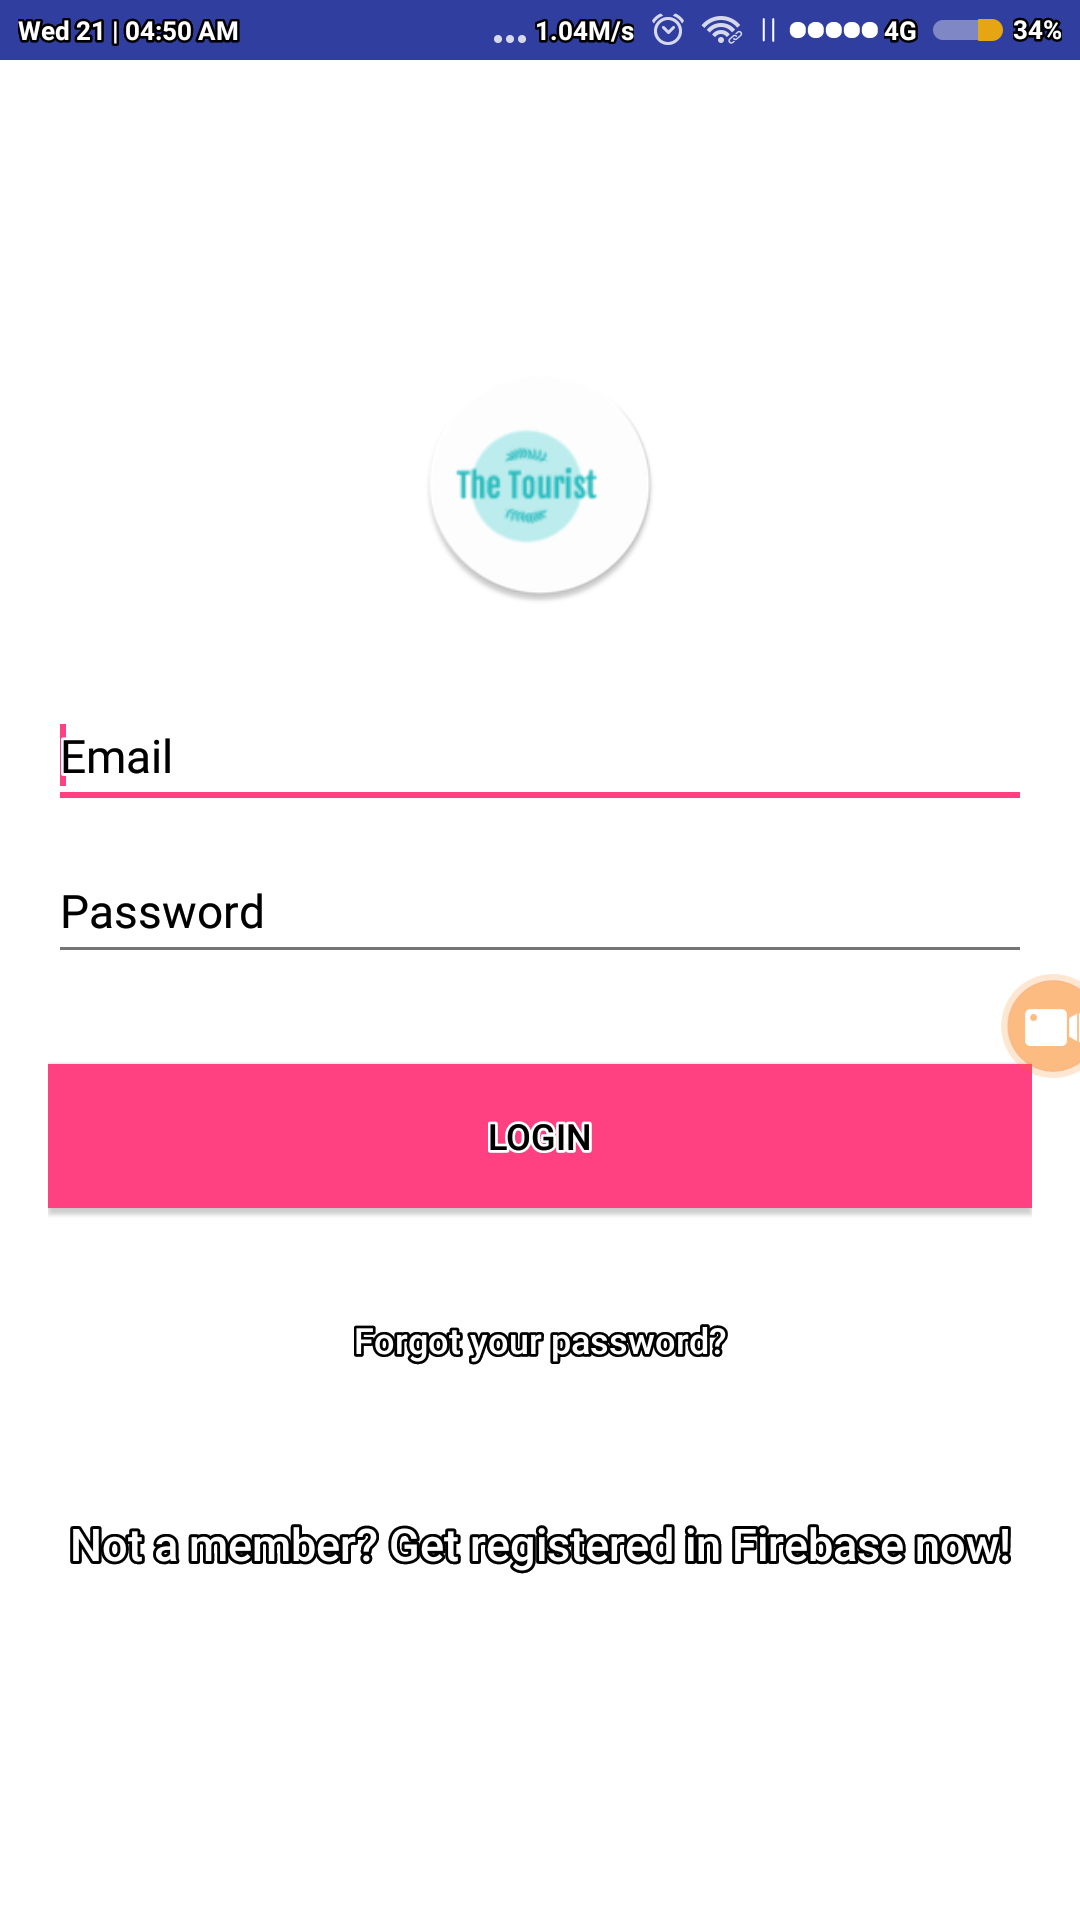 Wed 21 | 04:50 AM ... 1.04M/s 4G 34%
The Tourist
Email
Password
LOGIN
Forgot your password?
Not a member? Get registered in Firebase now!